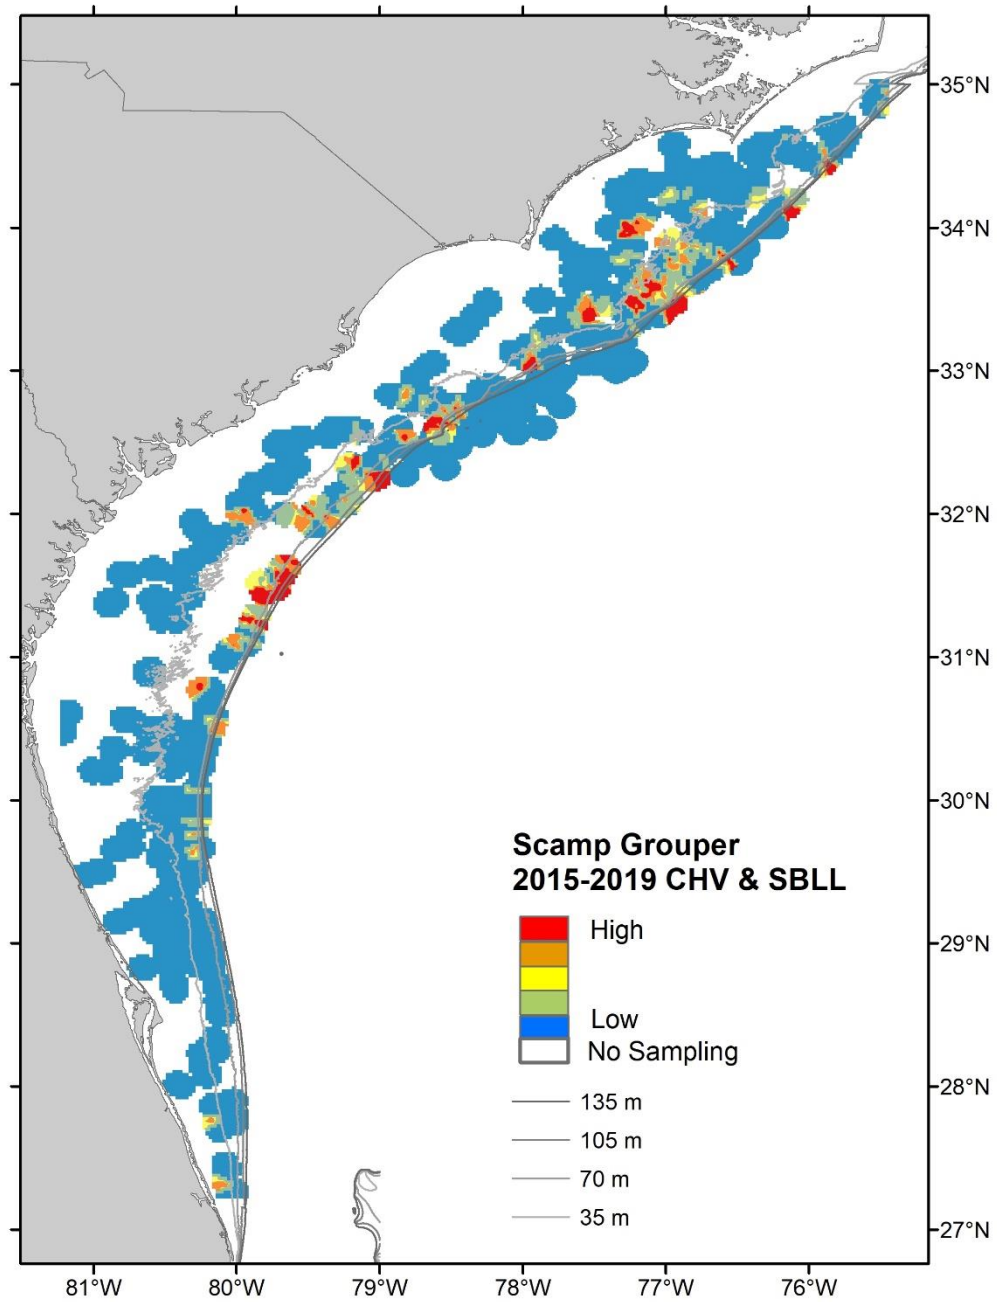 35°N
34°N
33°N
32°N
31°N
30°N
Scamp Grouper
2015-2019 CHV & SBLL
High
29°N
Low
No Sampling
28°N
135 m
105 m
70 m
35 m
27°N
81°W 80°W 79°W 78°W 77°W 76°W